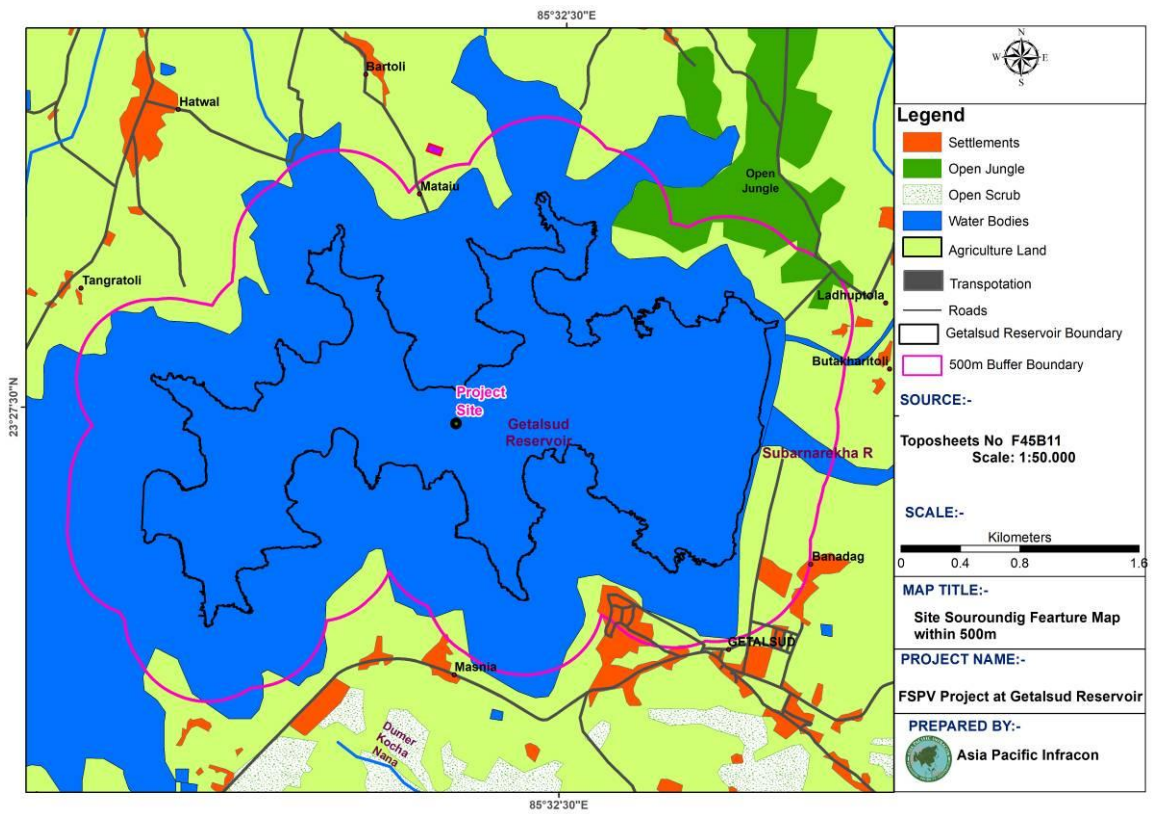 85°32'30"E
Bartoli
Hatwal
Mataiu
Open
Jungle
Tangratoli
Ladhuptola
Butakharitoli
Project
Site
Getalsud
Reservoir
Subarnarekha R
Banadag
GETALSUD
Masnia
Dumer
Kocha
Nana
23°27'30"N
85°32'30"E
N
W
E
S
Legend
Settlements
Open Jungle
Open Scrub
Water Bodies
Agriculture Land
Transpotation
Roads
Getalsud Reservoir Boundary
500m Buffer Boundary
SOURCE:-
Toposheets No F45B11
Scale: 1:50.000
SCALE:-
Kilometers
0 0.4 0.8 1.6
MAP TITLE:-
Site Souroundig Fearture Map
within 500m
PROJECT NAME:-
FSPV Project at Getalsud Reservoir
PREPARED BY:-
Asia Pacific Infracon